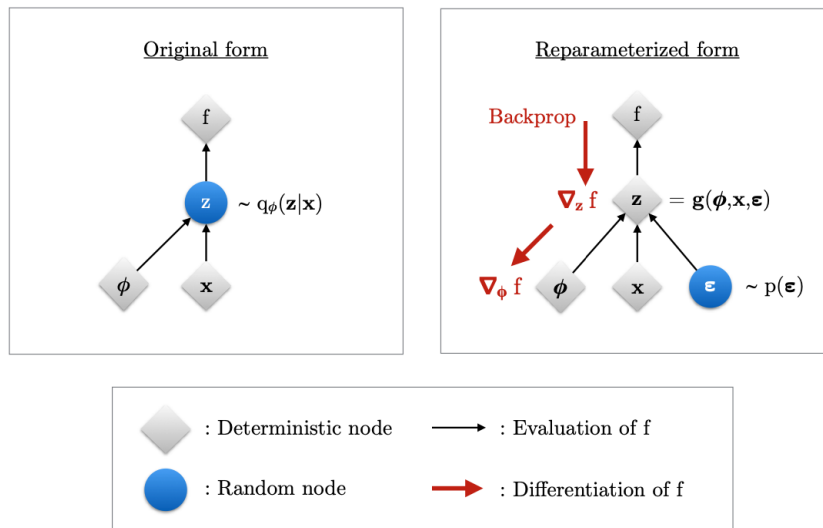 Original form
f
z ~ qϕ(z|x)
ϕ x
Reparameterized form
Backprop f
∇z f z = g(ϕ,x,ε)
∇ϕ f ϕ x ε ~ p(ε)
: Deterministic node : Evaluation of f
: Random node : Differentiation of f